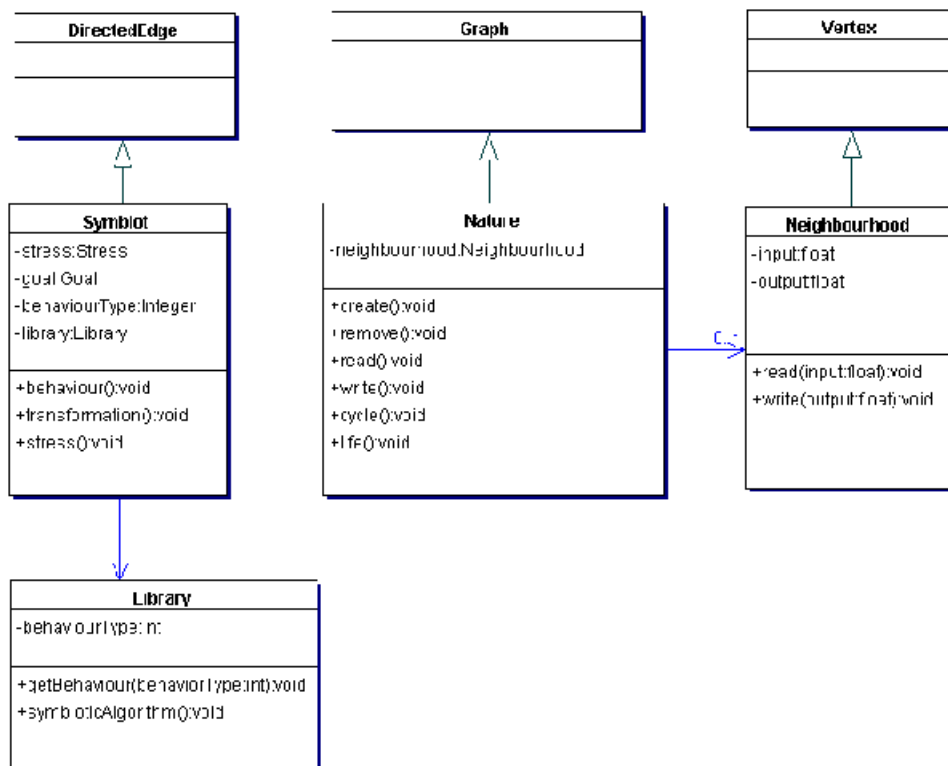 DirectedEdge
Graph
Vertex
Symbiot
-stress:Stress
-goal:Goal
-behaviourType:Integer
-library:Library
+behaviour():void
+transformation():void
+stress():void
Nature
-neighbourhood:Neighbourhood
+create():void
+remove():void
+read():void
+write():void
+cycle():void
+life():void
Neighbourhood
-input:float
-output:float
+read(input:float):void
+write(output:float):void
Library
-behaviourType:int
+getBehaviour(behaviorType:int):void
+symbioticAlgorithm():void